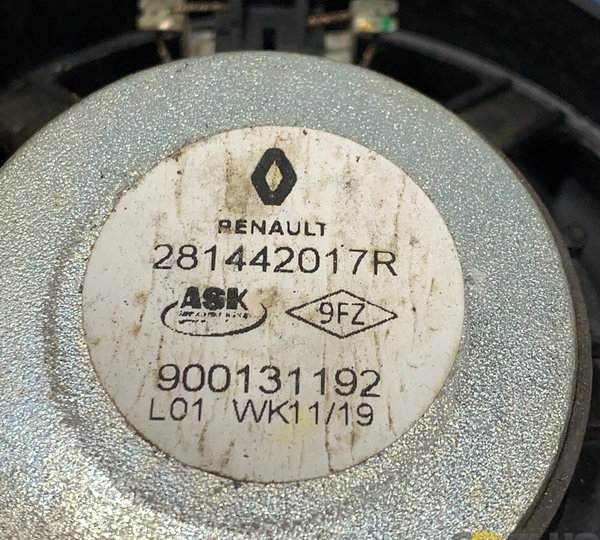 RENAULT
281442017R
ASK
9FZ
900131192
L01 WK11/19